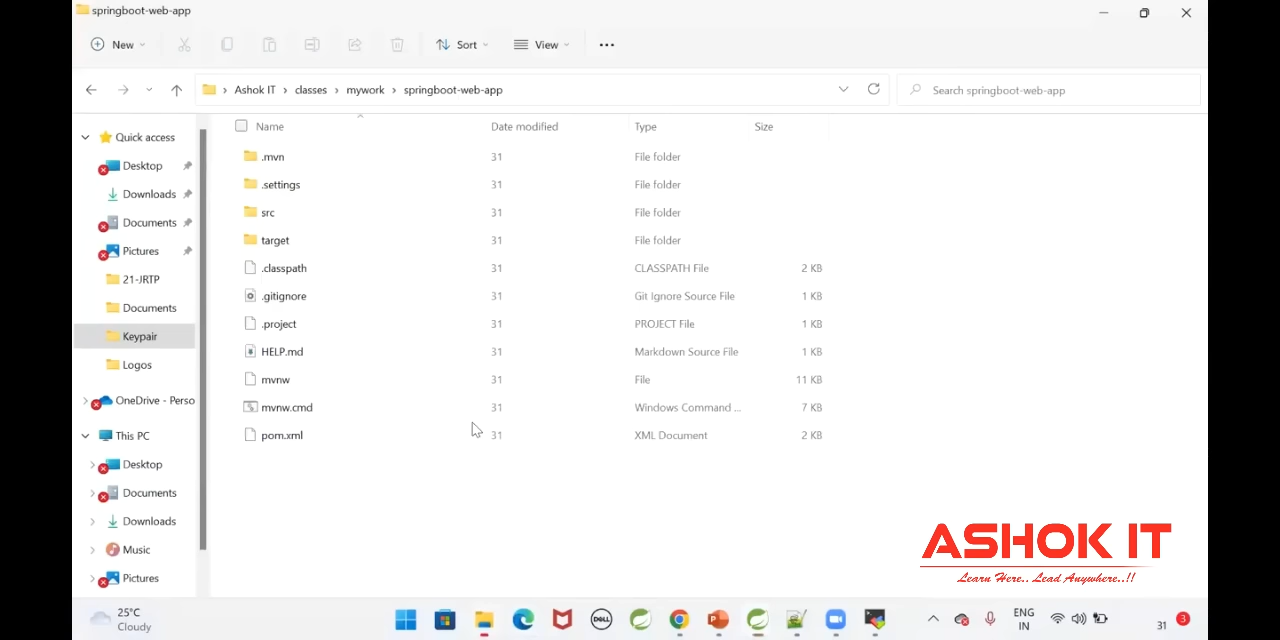 springboot-web-app
New
Sort
View
Ashok IT > classes > mywork > springboot-web-app
Search springboot-web-app
Name Date modified Type Size
Quick access
Desktop
Downloads
Documents
Pictures
21-JRTP
Documents
Keypair
Logos
OneDrive - Perso
This PC
Desktop
Documents
Downloads
Music
Pictures
.mvn 31 File folder
.settings 31 File folder
src 31 File folder
target 31 File folder
.classpath 31 CLASSPATH File 2 KB
.gitignore 31 Git Ignore Source File 1 KB
.project 31 PROJECT File 1 KB
HELP.md 31 Markdown Source File 1 KB
mvnw 31 File 11 KB
mvnw.cmd 31 Windows Command ... 7 KB
pom.xml 31 XML Document 2 KB
ASHOK IT
Learn Here.. Lead Anywhere..!!
25°C
Cloudy
DELL
ENG
IN
31
3